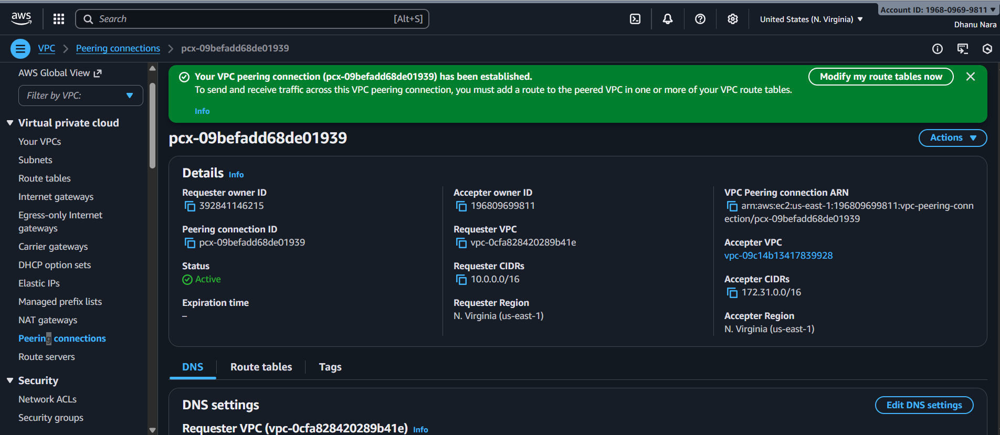 aws
Search
[Alt+S]
United States (N. Virginia)
Account ID: 1968-0969-9811
Dhanu Nara
VPC
Peering connections
pcx-09befadd68de01939
AWS Global View
Filter by VPC:
Virtual private cloud
Your VPCs
Subnets
Route tables
Internet gateways
Egress-only Internet
gateways
Carrier gateways
DHCP option sets
Elastic IPs
Managed prefix lists
NAT gateways
Peering connections
Route servers
Security
Network ACLs
Security groups
Your VPC peering connection (pcx-09befadd68de01939) has been established.
To send and receive traffic across this VPC peering connection, you must add a route to the peered VPC in one or more of your VPC route tables.
Info
Modify my route tables now
pcx-09befadd68de01939
Actions
Details Info
Requester owner ID
392841146215
Peering connection ID
pcx-09befadd68de01939
Status
Active
Expiration time
–
Accepter owner ID
196809699811
Requester VPC
vpc-0cfa828420289b41e
Requester CIDRs
10.0.0.0/16
Requester Region
N. Virginia (us-east-1)
VPC Peering connection ARN
arn:aws:ec2:us-east-1:196809699811:vpc-peering-conn
ection/pcx-09befadd68de01939
Accepter VPC
vpc-09c14b13417839928
Accepter CIDRs
172.31.0.0/16
Accepter Region
N. Virginia (us-east-1)
DNS
Route tables
Tags
DNS settings
Edit DNS settings
Requester VPC (vpc-0cfa828420289b41e) Info